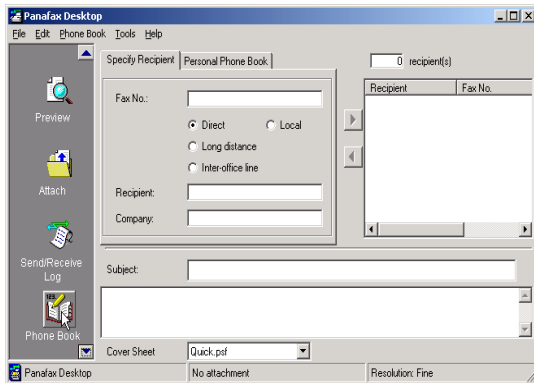 Panafax Desktop
File Edit Phone Book Tools Help
Specify Recipient Personal Phone Book
0 recipient(s)
Recipient Fax No.
Fax No.:
Direct Local
Long distance
Inter-office line
Recipient:
Company:
Preview
Attach
Send/Receive
Log
Phone Book
Subject:
Cover Sheet Quick.psf
Panafax Desktop No attachment Resolution: Fine